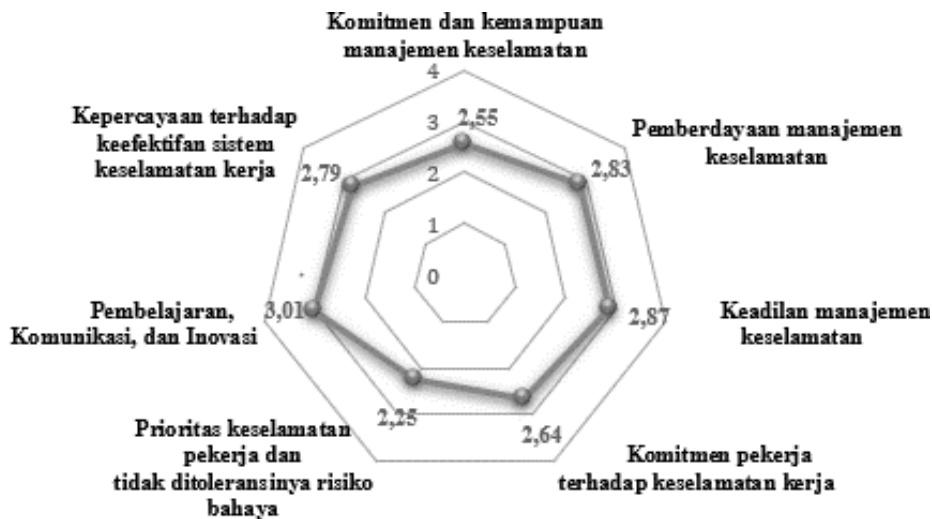 Komitmen dan kemampuan
manajemen keselamatan
4
3
2
1
0
2,55
Pemberdayaan manajemen
keselamatan
2,83
Keadilan manajemen
keselamatan
2,87
Komitmen pekerja
terhadap keselamatan kerja
2,64
Prioritas keselamatan
pekerja dan
tidak ditoleransinya risiko
bahaya
2,25
Pembelajaran,
Komunikasi, dan Inovasi
3,01
Kepercayaan terhadap
keefektifan sistem
keselamatan kerja
2,79